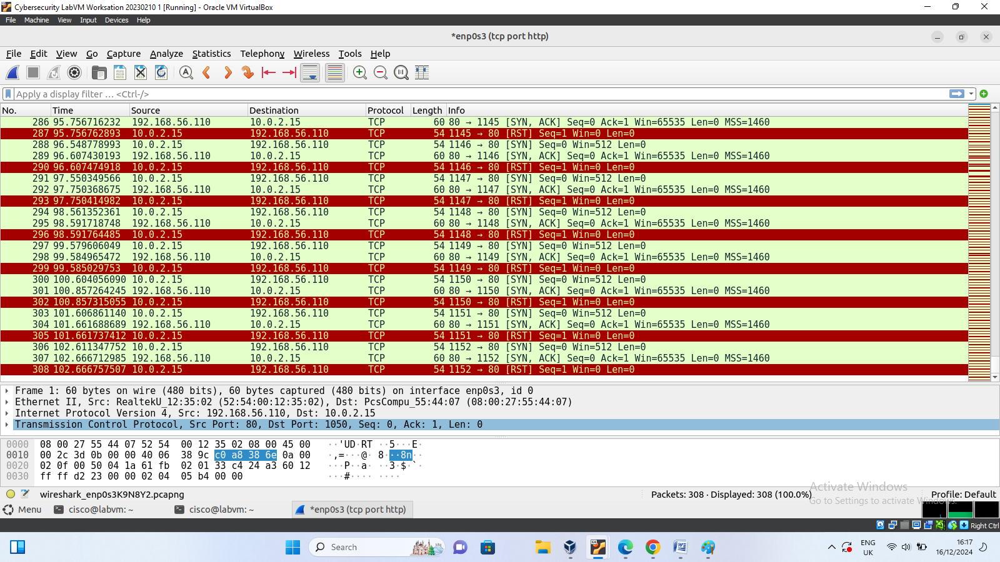 Cybersecurity LabVM Worksation 20230210 1 [Running] - Oracle VM VirtualBox
File Machine View Input Devices Help
*enp0s3 (tcp port http)
File Edit View Go Capture Analyze Statistics Telephony Wireless Tools Help
Apply a display filter … <Ctrl-/>
No. Time Source Destination Protocol Length Info
286 95.756716232 192.168.56.110 10.0.2.15 TCP 60 80 → 1145 [SYN, ACK] Seq=0 Ack=1 Win=65535 Len=0 MSS=1460
287 95.756762893 10.0.2.15 192.168.56.110 TCP 54 1145 → 80 [RST] Seq=1 Win=0 Len=0
288 96.548778993 10.0.2.15 192.168.56.110 TCP 54 1146 → 80 [SYN] Seq=0 Win=512 Len=0
289 96.607430193 192.168.56.110 10.0.2.15 TCP 60 80 → 1146 [SYN, ACK] Seq=0 Ack=1 Win=65535 Len=0 MSS=1460
290 96.607474918 10.0.2.15 192.168.56.110 TCP 54 1146 → 80 [RST] Seq=1 Win=0 Len=0
291 97.550349566 10.0.2.15 192.168.56.110 TCP 54 1147 → 80 [SYN] Seq=0 Win=512 Len=0
292 97.750368675 192.168.56.110 10.0.2.15 TCP 60 80 → 1147 [SYN, ACK] Seq=0 Ack=1 Win=65535 Len=0 MSS=1460
293 97.750414982 10.0.2.15 192.168.56.110 TCP 54 1147 → 80 [RST] Seq=1 Win=0 Len=0
294 98.561352361 10.0.2.15 192.168.56.110 TCP 54 1148 → 80 [SYN] Seq=0 Win=512 Len=0
295 98.591718748 192.168.56.110 10.0.2.15 TCP 60 80 → 1148 [SYN, ACK] Seq=0 Ack=1 Win=65535 Len=0 MSS=1460
296 98.591764485 10.0.2.15 192.168.56.110 TCP 54 1148 → 80 [RST] Seq=1 Win=0 Len=0
297 99.579606049 10.0.2.15 192.168.56.110 TCP 54 1149 → 80 [SYN] Seq=0 Win=512 Len=0
298 99.584965472 192.168.56.110 10.0.2.15 TCP 60 80 → 1149 [SYN, ACK] Seq=0 Ack=1 Win=65535 Len=0 MSS=1460
299 99.585029753 10.0.2.15 192.168.56.110 TCP 54 1149 → 80 [RST] Seq=1 Win=0 Len=0
300 100.604056090 10.0.2.15 192.168.56.110 TCP 54 1150 → 80 [SYN] Seq=0 Win=512 Len=0
301 100.857264245 192.168.56.110 10.0.2.15 TCP 60 80 → 1150 [SYN, ACK] Seq=0 Ack=1 Win=65535 Len=0 MSS=1460
302 100.857315055 10.0.2.15 192.168.56.110 TCP 54 1150 → 80 [RST] Seq=1 Win=0 Len=0
303 101.606861140 10.0.2.15 192.168.56.110 TCP 54 1151 → 80 [SYN] Seq=0 Win=512 Len=0
304 101.661688689 192.168.56.110 10.0.2.15 TCP 60 80 → 1151 [SYN, ACK] Seq=0 Ack=1 Win=65535 Len=0 MSS=1460
305 101.661737412 10.0.2.15 192.168.56.110 TCP 54 1151 → 80 [RST] Seq=1 Win=0 Len=0
306 102.611347752 10.0.2.15 192.168.56.110 TCP 54 1152 → 80 [SYN] Seq=0 Win=512 Len=0
307 102.666712985 192.168.56.110 10.0.2.15 TCP 60 80 → 1152 [SYN, ACK] Seq=0 Ack=1 Win=65535 Len=0 MSS=1460
308 102.666757507 10.0.2.15 192.168.56.110 TCP 54 1152 → 80 [RST] Seq=1 Win=0 Len=0
Frame 1: 60 bytes on wire (480 bits), 60 bytes captured (480 bits) on interface enp0s3, id 0
Ethernet II, Src: RealtekU_12:35:02 (52:54:00:12:35:02), Dst: PcsCompu_55:44:07 (08:00:27:55:44:07)
Internet Protocol Version 4, Src: 192.168.56.110, Dst: 10.0.2.15
Transmission Control Protocol, Src Port: 80, Dst Port: 1050, Seq: 0, Ack: 1, Len: 0
0000 08 00 27 55 44 07 52 54 00 12 35 02 08 00 45 00 ··'UD·RT ··5···E·
0010 00 2c 3d 0b 00 00 40 06 38 9c c0 a8 38 6e 0a 00 ·,=···@· 8···8n··
0020 02 0f 00 50 04 1a 61 fb 02 01 33 c4 24 a3 60 12 ···P··a· ··3·$·`·
0030 ff ff d2 23 00 00 02 04 05 b4 00 00 ···#···· ····
wireshark_enp0s3K9N8Y2.pcapng Packets: 308 · Displayed: 308 (100.0%) Profile: Default
Activate Windows
Go to Settings to activate Windows.
Menu cisco@labvm: ~ cisco@labvm: ~ *enp0s3 (tcp port http)
Right Ctrl
Search
ENG
UK
16:17
16/12/2024